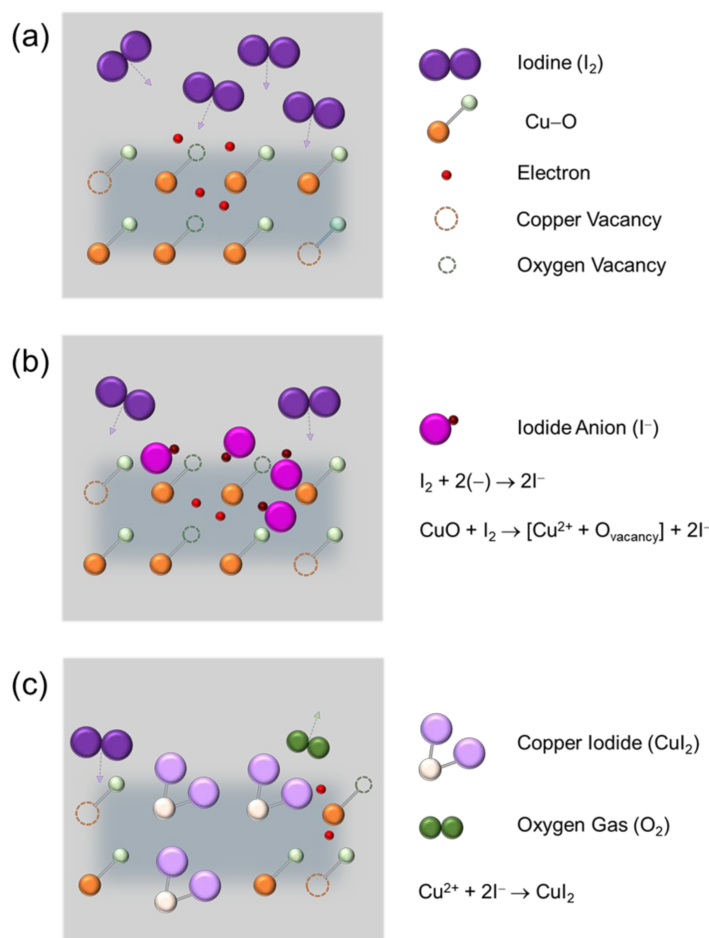 (a)
Iodine (I₂)
Cu–O
Electron
Copper Vacancy
Oxygen Vacancy
(b)
Iodide Anion (I⁻)
I₂ + 2(–) → 2I⁻
CuO + I₂ → [Cu²⁺ + Oᵥₐcₐₙcy] + 2I⁻
(c)
Copper Iodide (CuI₂)
Oxygen Gas (O₂)
Cu²⁺ + 2I⁻ → CuI₂